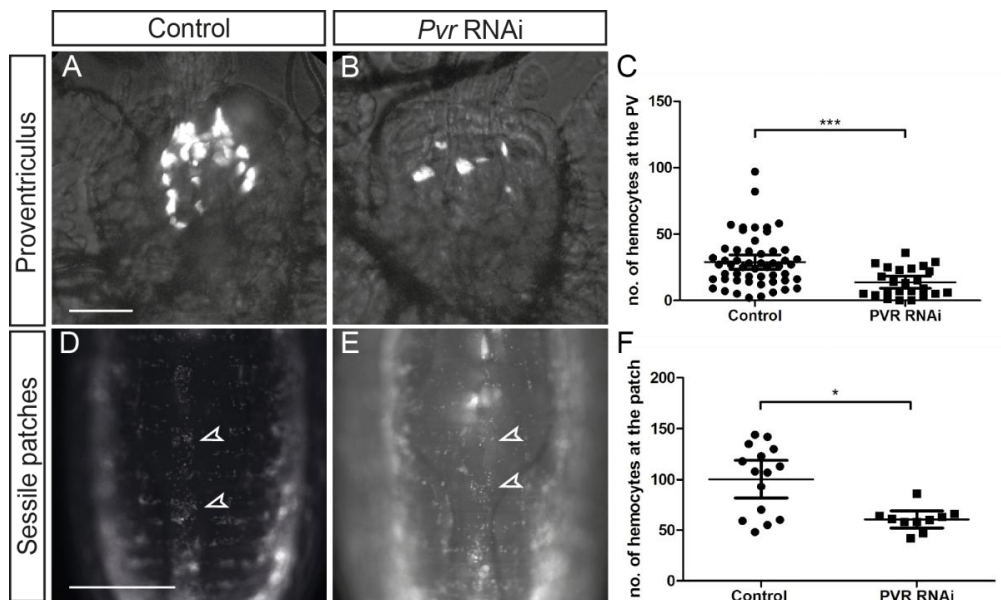 Control
Pvr RNAi
Proventriculus
A
B
C
no. of hemocytes at the PV
150
100
50
0
***
Control
PVR RNAi
Sessile patches
D
E
F
no. of hemocytes at the patch
200
150
100
50
0
*
Control
PVR RNAi